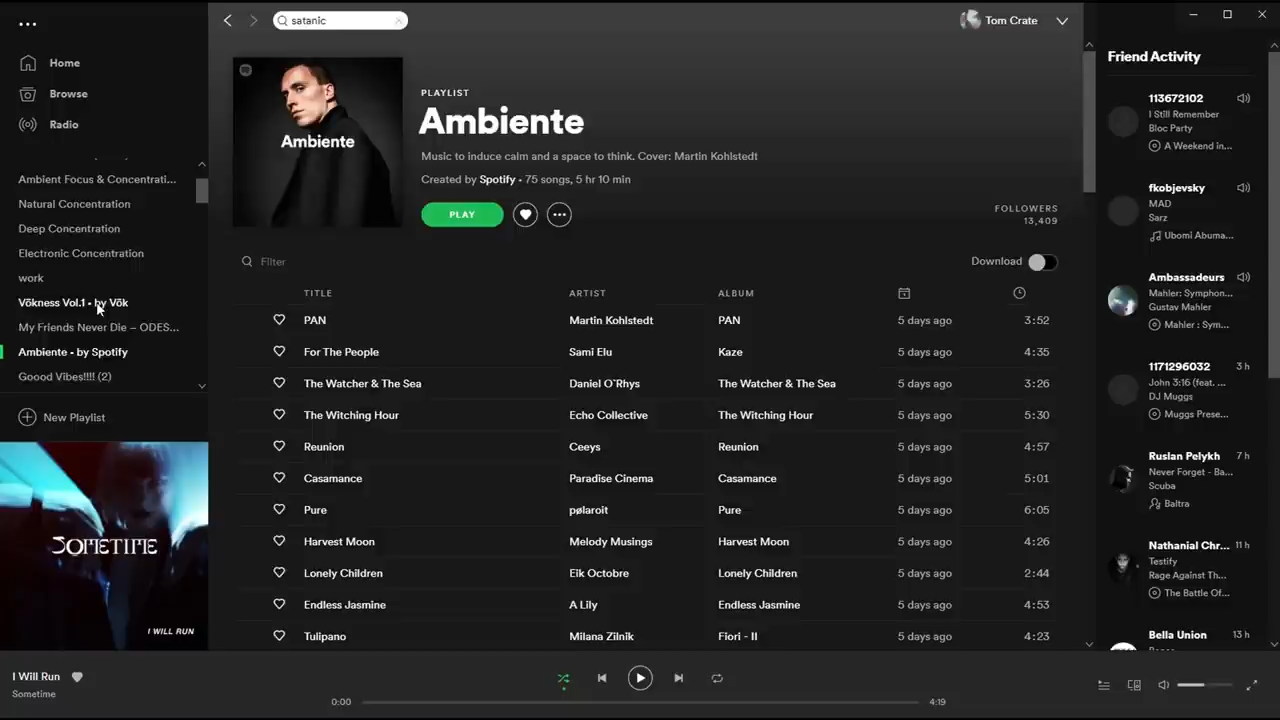 satanic
Tom Crate
Home
Browse
Radio
Ambient Focus & Concentrati...
Natural Concentration
Deep Concentration
Electronic Concentration
work
Vökness Vol.1 • by Vök
My Friends Never Die – ODES...
Ambiente • by Spotify
Goood Vibes!!!! (2)
New Playlist
SOMETIME
I WILL RUN
Ambiente
PLAYLIST
Ambiente
Music to induce calm and a space to think. Cover: Martin Kohlstedt
Created by Spotify • 75 songs, 5 hr 10 min
PLAY
FOLLOWERS
13,409
Filter
Download
TITLE ARTIST ALBUM
PAN Martin Kohlstedt PAN 5 days ago 3:52
For The People Sami Elu Kaze 5 days ago 4:35
The Watcher & The Sea Daniel O`Rhys The Watcher & The Sea 5 days ago 3:26
The Witching Hour Echo Collective The Witching Hour 5 days ago 5:30
Reunion Ceeys Reunion 5 days ago 4:57
Casamance Paradise Cinema Casamance 5 days ago 5:01
Pure pølaroit Pure 5 days ago 6:05
Harvest Moon Melody Musings Harvest Moon 5 days ago 4:26
Lonely Children Eik Octobre Lonely Children 5 days ago 2:44
Endless Jasmine A Lily Endless Jasmine 5 days ago 4:53
Tulipano Milana Zilnik Fiori - II 5 days ago 4:23
Friend Activity
113672102
I Still Remember
Bloc Party
A Weekend in...
fkobjevsky
MAD
Sarz
Ubomi Abuma...
Ambassadeurs
Mahler: Symphon...
Gustav Mahler
Mahler : Sym...
1171296032 3 h
John 3:16 (feat. ...
DJ Muggs
Muggs Prese...
Ruslan Pelykh 7 h
Never Forget - Ba...
Scuba
Baltra
Nathanial Chr... 11 h
Testify
Rage Against Th...
The Battle Of...
Bella Union 13 h
I Will Run
Sometime
0:00
4:19